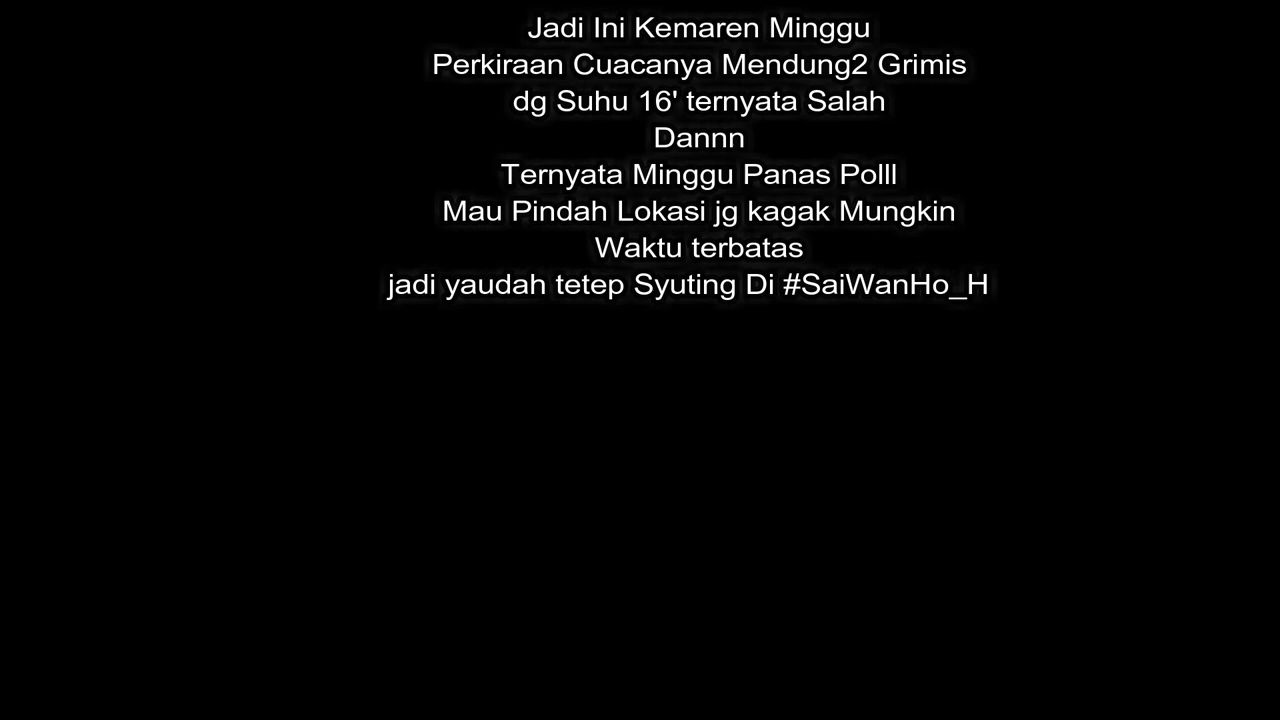 Jadi Ini Kemaren Minggu
Perkiraan Cuacanya Mendung2 Grimis
dg Suhu 16' ternyata Salah
Dannn
Ternyata Minggu Panas Polll
Mau Pindah Lokasi jg kagak Mungkin
Waktu terbatas
jadi yaudah tetep Syuting Di #SaiWanHo_H